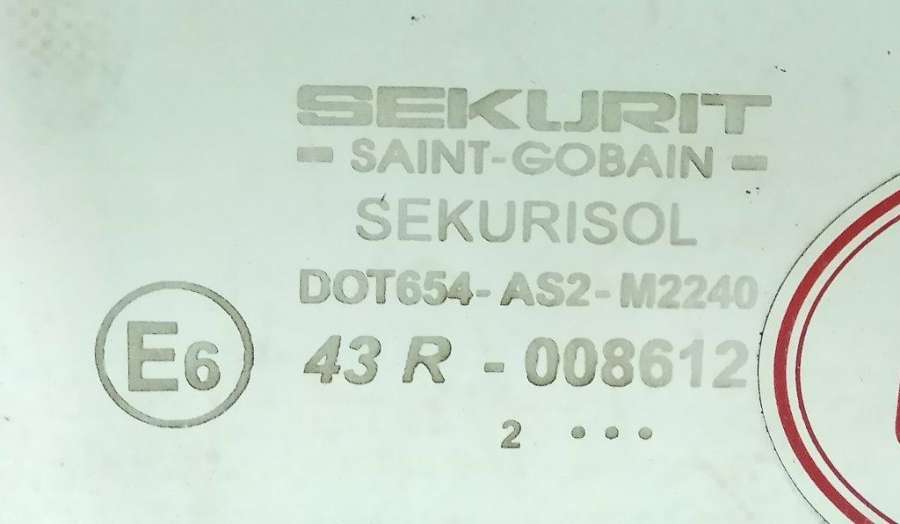 SEKURIT
- SAINT-GOBAIN -
SEKURISOL
DOT654-AS2-M2240
E6 43 R - 008612
2 •••